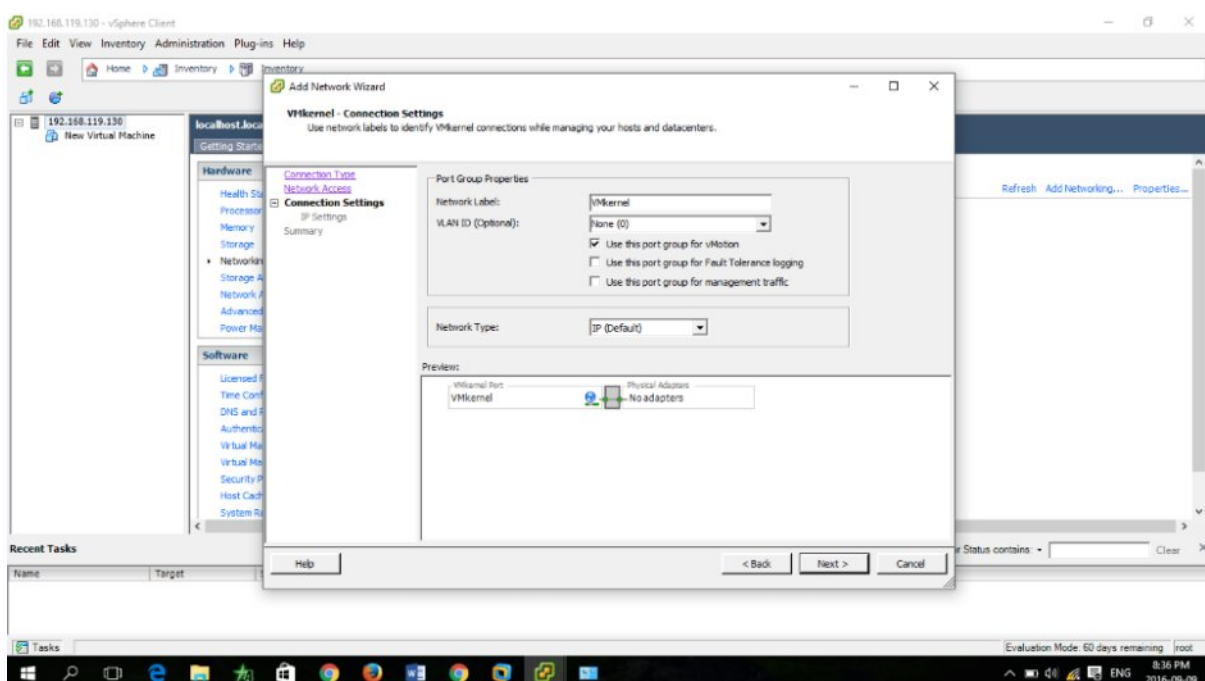 192.168.119.130 - vSphere Client
File Edit View Inventory Administration Plug-ins Help
Home Inventory Inventory
Add Network Wizard
VMkernel - Connection Settings
Use network labels to identify VMkernel connections while managing your hosts and datacenters.
192.168.119.130
New Virtual Machine
localhost.loca
Getting Starte
Hardware
Health Sta
Processor
Memory
Storage
Networkin
Storage A
Network A
Advanced
Power Ma
Software
Licensed F
Time Conf
DNS and R
Authentic
Virtual Ma
Virtual Ma
Security P
Host Cach
System Re
Connection Type
Network Access
Connection Settings
IP Settings
Summary
Port Group Properties
Network Label: VMkernel
VLAN ID (Optional): None (0)
Use this port group for vMotion
Use this port group for Fault Tolerance logging
Use this port group for management traffic
Network Type: IP (Default)
Preview:
VMkernel Port Physical Adapters
VMkernel No adapters
Refresh Add Networking... Properties...
Help < Back Next > Cancel
Recent Tasks
r Status contains: Clear
Name Target
Tasks
Evaluation Mode: 60 days remaining root
ENG
8:36 PM
2016-09-09